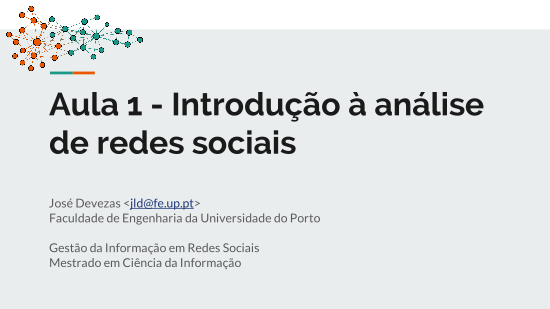 Aula 1 - Introdução à análise
de redes sociais
José Devezas <jld@fe.up.pt>
Faculdade de Engenharia da Universidade do Porto
Gestão da Informação em Redes Sociais
Mestrado em Ciência da Informação